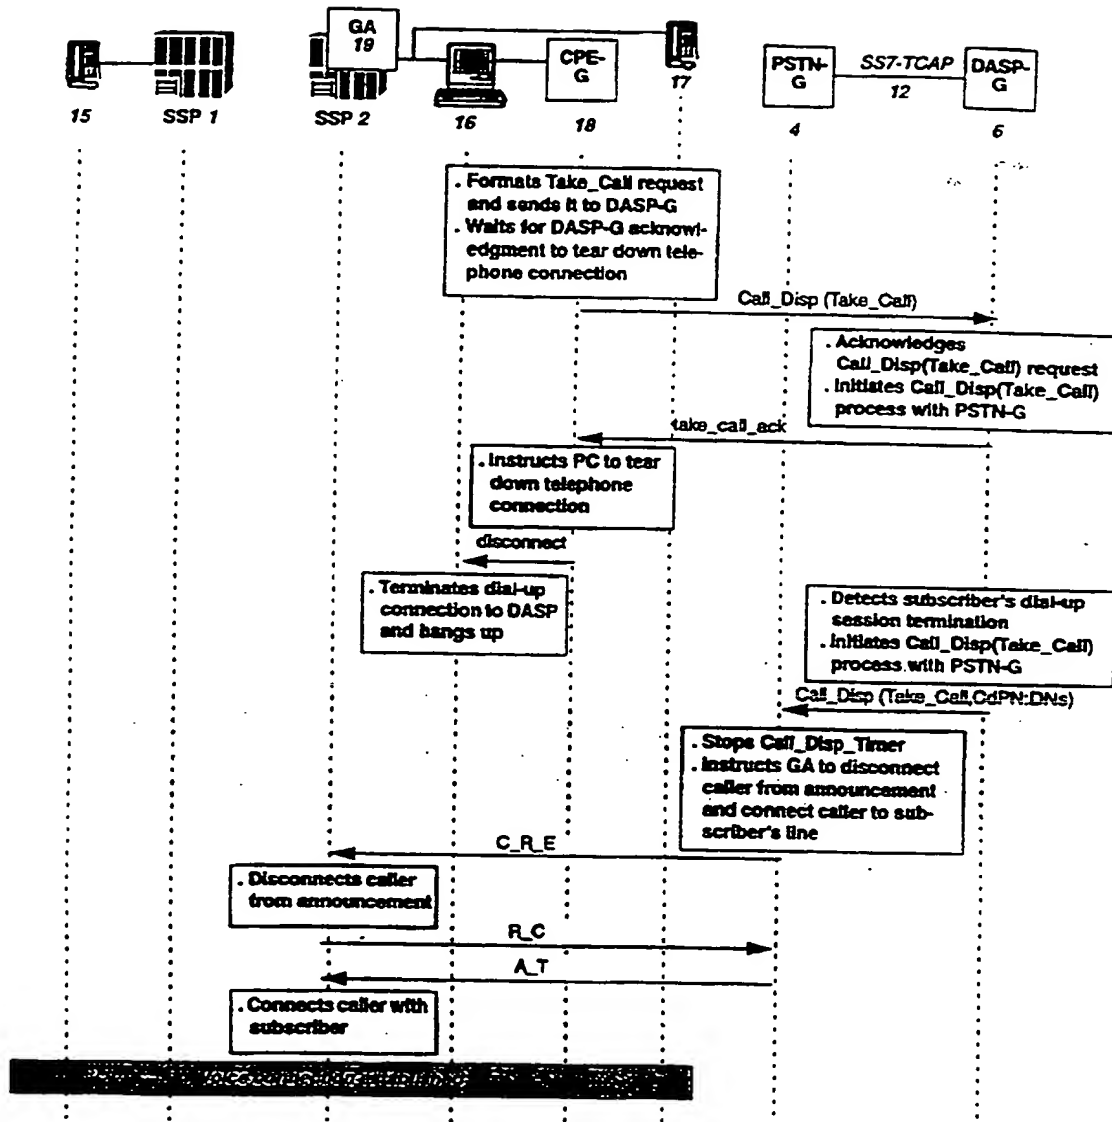 GA
19
CPE-
G
PSTN-
G
SS7-TCAP
12
DASP-
G
15
SSP 1
SSP 2
16
18
17
4
6
. Formats Take_Call request
and sends it to DASP-G
. Waits for DASP-G acknowl-
edgment to tear down tele-
phone connection
Call_Disp (Take_Call)
. Acknowledges
Call_Disp(Take_Call) request
. Initiates Call_Disp(Take_Call)
process with PSTN-G
take_call_ack
. Instructs PC to tear
down telephone
connection
disconnect
. Terminates dial-up
connection to DASP
and hangs up
. Detects subscriber's dial-up
session termination
. Initiates Call_Disp(Take_Call)
process with PSTN-G
Call_Disp (Take_Call,CdPN:DNs)
. Stops Call_Disp_Timer
. Instructs GA to disconnect
caller from announcement
and connect caller to sub-
scriber's line
C_R_E
. Disconnects caller
from announcement
R_C
A_T
. Connects caller with
subscriber